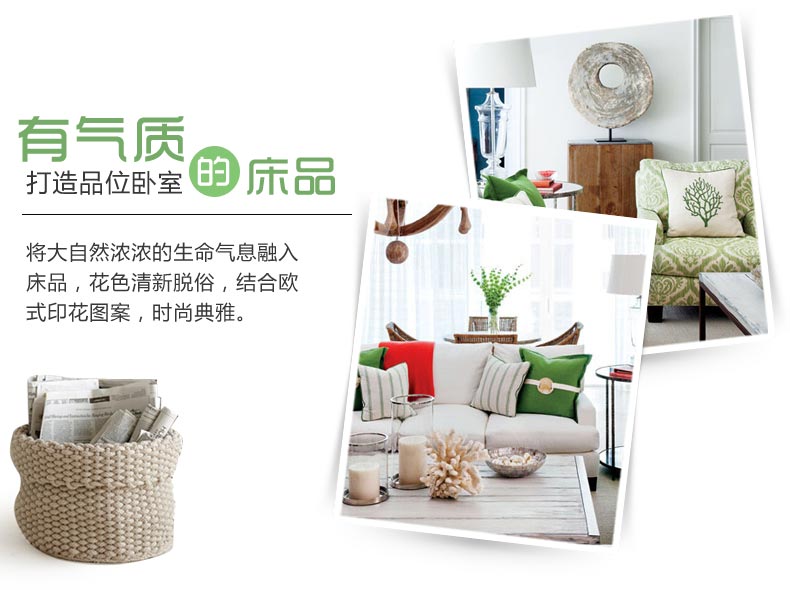 有气质
打造品位卧室
的床品
将大自然浓浓的生命气息融入
床品，花色清新脱俗，结合欧
式印花图案，时尚典雅。